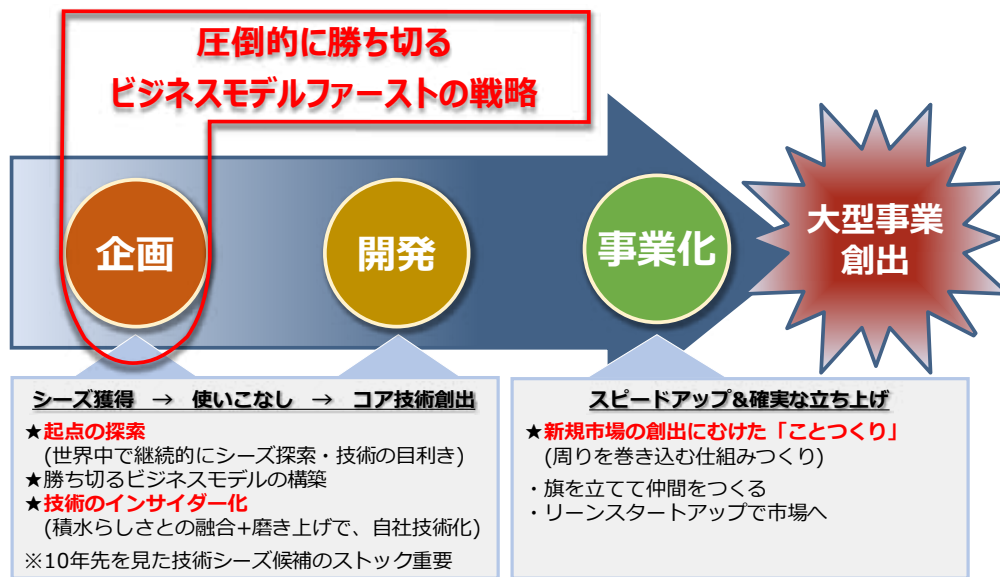 圧倒的に勝ち切る
ビジネスモデルファーストの戦略
企画
開発
事業化
大型事業
創出
シーズ獲得 → 使いこなし → コア技術創出
★起点の探索
(世界中で継続的にシーズ探索・技術の目利き)
★勝ち切るビジネスモデルの構築
★技術のインサイダー化
(積水らしさとの融合+磨き上げで、自社技術化)
※10年先を見た技術シーズ候補のストック重要
スピードアップ&確実な立ち上げ
★新規市場の創出にむけた「ことつくり」
(周りを巻き込む仕組みつくり)
・旗を立てて仲間をつくる
・リーンスタートアップで市場へ